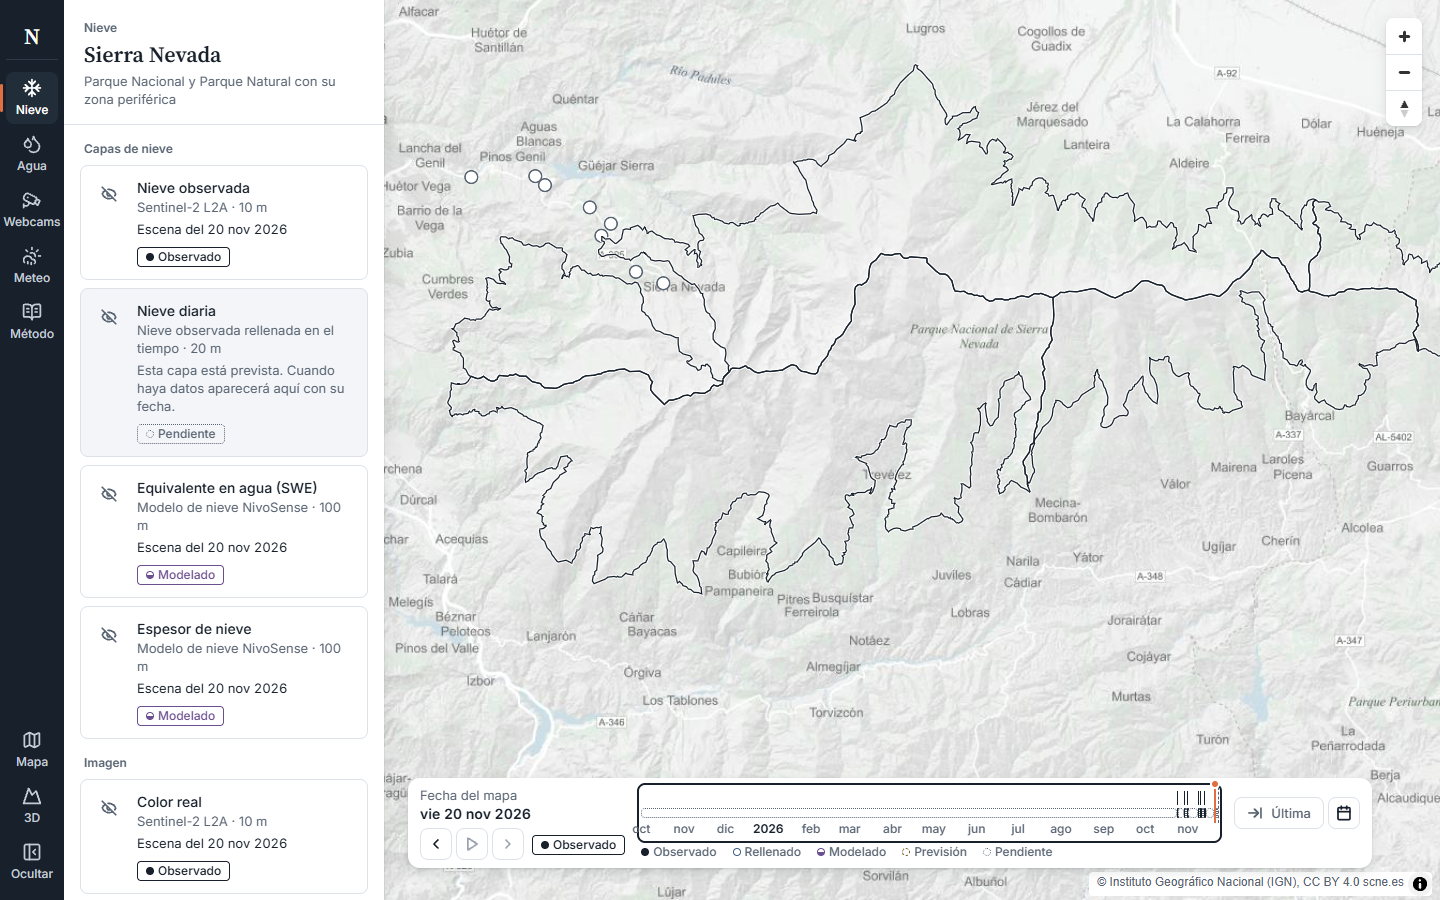 N
Nieve
Agua
Webcams
Meteo
Método
Mapa
3D
Ocultar
Nieve
Sierra Nevada
Parque Nacional y Parque Natural con su
zona periférica
Capas de nieve
Nieve observada
Sentinel-2 L2A · 10 m
Escena del 20 nov 2026
Observado
Nieve diaria
Nieve observada rellenada en el
tiempo · 20 m
Esta capa está prevista. Cuando
haya datos aparecerá aquí con su
fecha.
Pendiente
Equivalente en agua (SWE)
Modelo de nieve NivoSense · 100
m
Escena del 20 nov 2026
Modelado
Espesor de nieve
Modelo de nieve NivoSense · 100
m
Escena del 20 nov 2026
Modelado
Imagen
Color real
Sentinel-2 L2A · 10 m
Escena del 20 nov 2026
Observado
Alfacar
Huétor de
Santillán
Lugros
Cogollos de
Guadix
A-92
Río Padules
Quéntar
Jérez del
Marquesado
La Calahorra
Dólar
Ferreira
Huéneja
Aguas
Blancas
Lancha del
Genil
Pinos Genil
Güéjar Sierra
Lanteira
Aldeire
Huétor Vega
Barrio de la
Vega
Zubia
Cumbres
Verdes
Sierra Nevada
Parque Nacional de Sierra
Nevada
Bayárcal
A-337
AL-5402
Laroles
Picena
Mairena
Guarros
Trevélez
Válor
Dúrcal
Mecina-
Bombarón
Alcolea
Acequias
Capileira
Cherín
Ugíjar
Narila
Yátor
Talará
Bubión
Pampaneira
Juviles
Cádiar
A-348
Melegís
Pitres
Busquístar
Ferreirola
Lobras
Béznar
Peloteos
Cáñar
Bayacas
Jorairátar
A-347
Pinos del Valle
Lanjarón
Notáez
Cojáyar
Almegíjar
Órgiva
Izbor
Los Tablones
Murtas
Torvizcón
A-346
Turón
La
Peñarrodada
Berja
Alcaudique
Sorvilán
Albuñol
Lújar
Fecha del mapa
vie 20 nov 2026
Observado
oct nov dic 2026 feb mar abr may jun jul ago sep oct nov
Observado Rellenado Modelado Previsión Pendiente
Última
© Instituto Geográfico Nacional (IGN), CC BY 4.0 scne.es